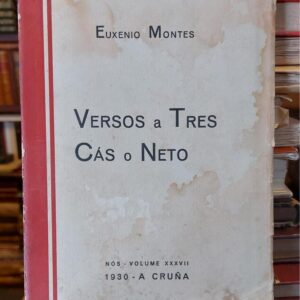 Euxenio Montes
Versos a Tres
Cás o Neto
NÓS - VOLUME XXXVII
1930 - A CRUÑA